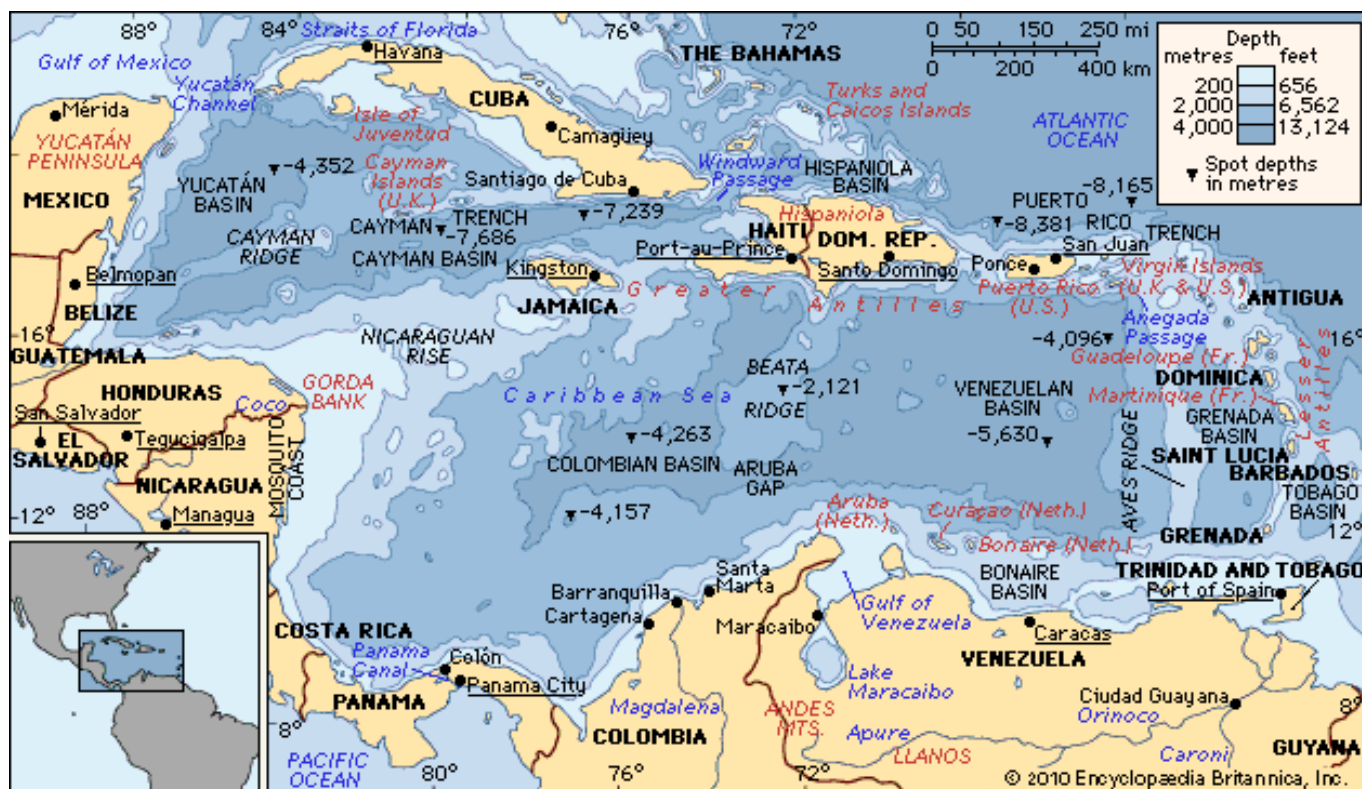 88°
84°
Straits of Florida
76°
72°
0 50 150 250 mi
0 200 400 km
Depth
metres feet
200 656
2,000 6,562
4,000 13,124
Spot depths
in metres
Gulf of Mexico
Havana
THE BAHAMAS
Yucatán
Channel
Mérida
CUBA
Turks and
Caicos Islands
Isle of
Juventud
Camagüey
ATLANTIC
OCEAN
YUCATÁN
PENINSULA
MEXICO
-4,352
YUCATÁN
BASIN
Cayman
Islands
(U.K.)
Santiago de Cuba
Windward
Passage
HISPANIOLA
BASIN
-8,165
PUERTO
RICO
TRENCH
-8,381
CAYMAN
TRENCH
-7,239
-7,686
CAYMAN
RIDGE
CAYMAN BASIN
Hispaniola
HAITI
DOM. REP.
Port-au-Prince
Santo Domingo
San Juan
Ponce
Puerto Rico
(U.S.)
Virgin Islands
(U.K. & U.S.)
ANTIGUA
Belmopan
BELIZE
Kingston
JAMAICA
Greater
Antilles
Anegada
Passage
16°
16°
GUATEMALA
NICARAGUAN
RISE
-4,096
Guadeloupe (Fr.)
DOMINICA
Martinique (Fr.)
Lesser
Antilles
HONDURAS
GORDA
BANK
Coco
Caribbean Sea
BEATA
RIDGE
-2,121
VENEZUELAN
BASIN
-5,630
GRENADA
BASIN
San Salvador
EL
SALVADOR
Tegucigalpa
MOSQUITO
COAST
-4,263
COLOMBIAN BASIN
ARUBA
GAP
AVES RIDGE
SAINT LUCIA
BARBADOS
TOBAGO
BASIN
NICARAGUA
Managua
12°
88°
-4,157
Aruba
(Neth.)
Curaçao (Neth.)
Bonaire (Neth.)
GRENADA
12°
BONAIRE
BASIN
TRINIDAD AND TOBAGO
Port of Spain
Santa
Marta
Barranquilla
Cartagena
Maracaibo
Gulf of
Venezuela
Caracas
VENEZUELA
COSTA RICA
Panama
Canal
Colón
Panama City
PANAMA
Lake
Maracaibo
Magdalena
COLOMBIA
ANDES
MTS.
Apure
LLANOS
Ciudad Guayana
Orinoco
Caroni
8°
8°
GUYANA
PACIFIC
OCEAN
80°
76°
72°
© 2010 Encyclopædia Britannica, Inc.